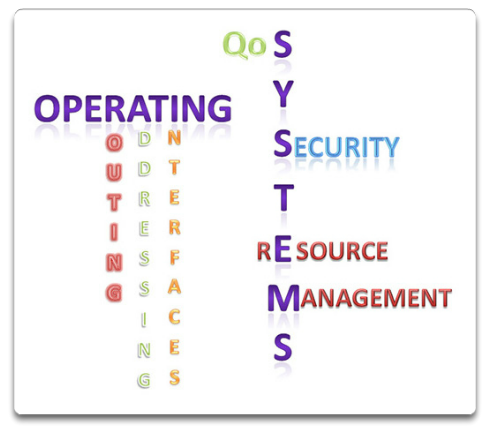 QoS
SYSTEMS
OPERATING
ROUTING
ADDRESSING
INTERFACES
SECURITY
RESOURCE
MANAGEMENT